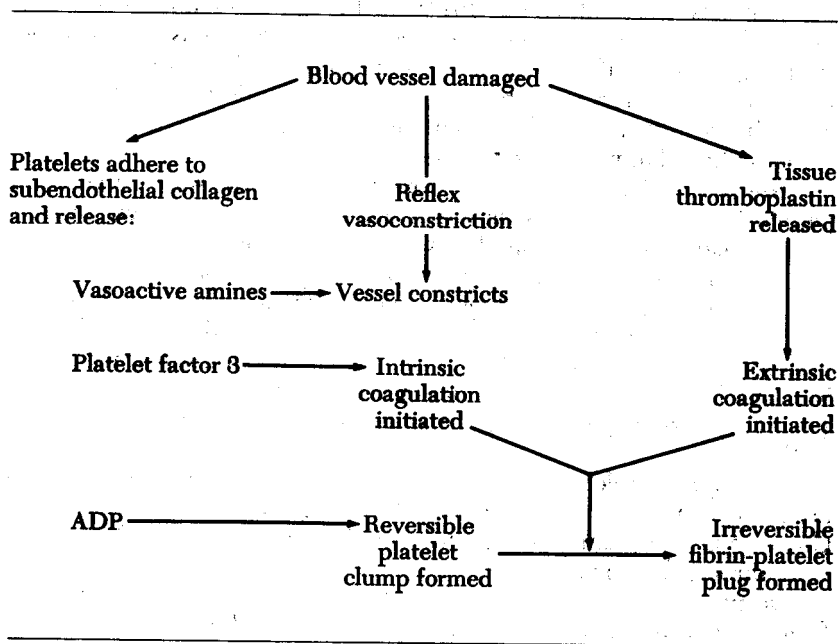 Blood vessel damaged
Platelets adhere to
subendothelial collagen
and release:
Reflex
vasoconstriction
Tissue
thromboplastin
released
Vasoactive amines
Vessel constricts
Platelet factor 3
Intrinsic
coagulation
initiated
Extrinsic
coagulation
initiated
ADP
Reversible
platelet
clump formed
Irreversible
fibrin-platelet
plug formed